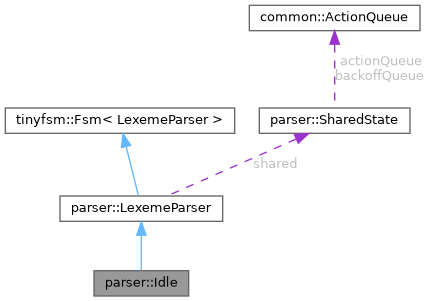 common::ActionQueue
actionQueue
backoffQueue
tinyfsm::Fsm< LexemeParser >
parser::SharedState
shared
parser::LexemeParser
parser::Idle